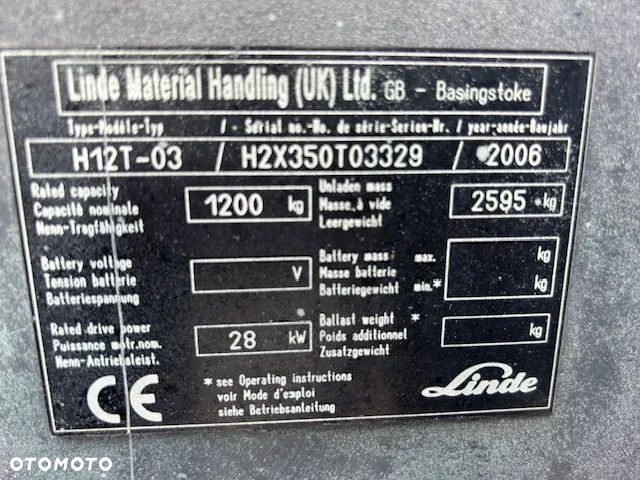 Linde Material Handling (UK) Ltd. GB - Basingstoke
Type-Modèle-Typ / - Serial no.-No. de série-Serien-Nr. / year-année-Baujahr
H12T-03 / H2X350T03329 / 2006
Rated capacity
Capacité nominale
Nenn-Tragfähigkeit
1200 kg
Unladen mass
Masse à vide
Leergewicht
2595 kg
Battery voltage
Tension batterie
Batteriespannung
V
Battery mass max. kg
Masse batterie
Batteriegewicht min.* kg
Rated drive power
Puissance motr.nom.
Nenn-Antriebsleist.
28 kW
Ballast weight *
Poids additionnel
Zusatzgewicht
kg
CE
* see Operating instructions
voir Mode d'emploi
siehe Betriebsanleitung
Linde
OTOMOTO